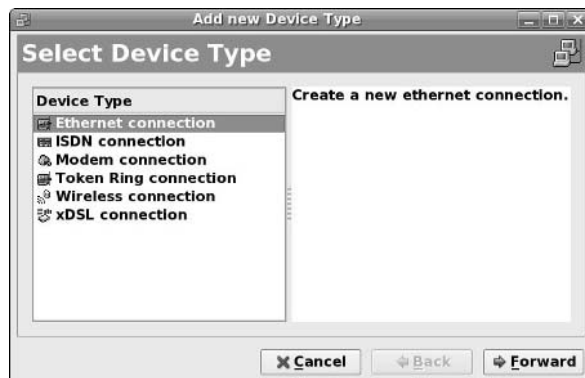 Add new Device Type
Select Device Type
Device Type
Ethernet connection
ISDN connection
Modem connection
Token Ring connection
Wireless connection
xDSL connection
Create a new ethernet connection.
Cancel
Back
Forward